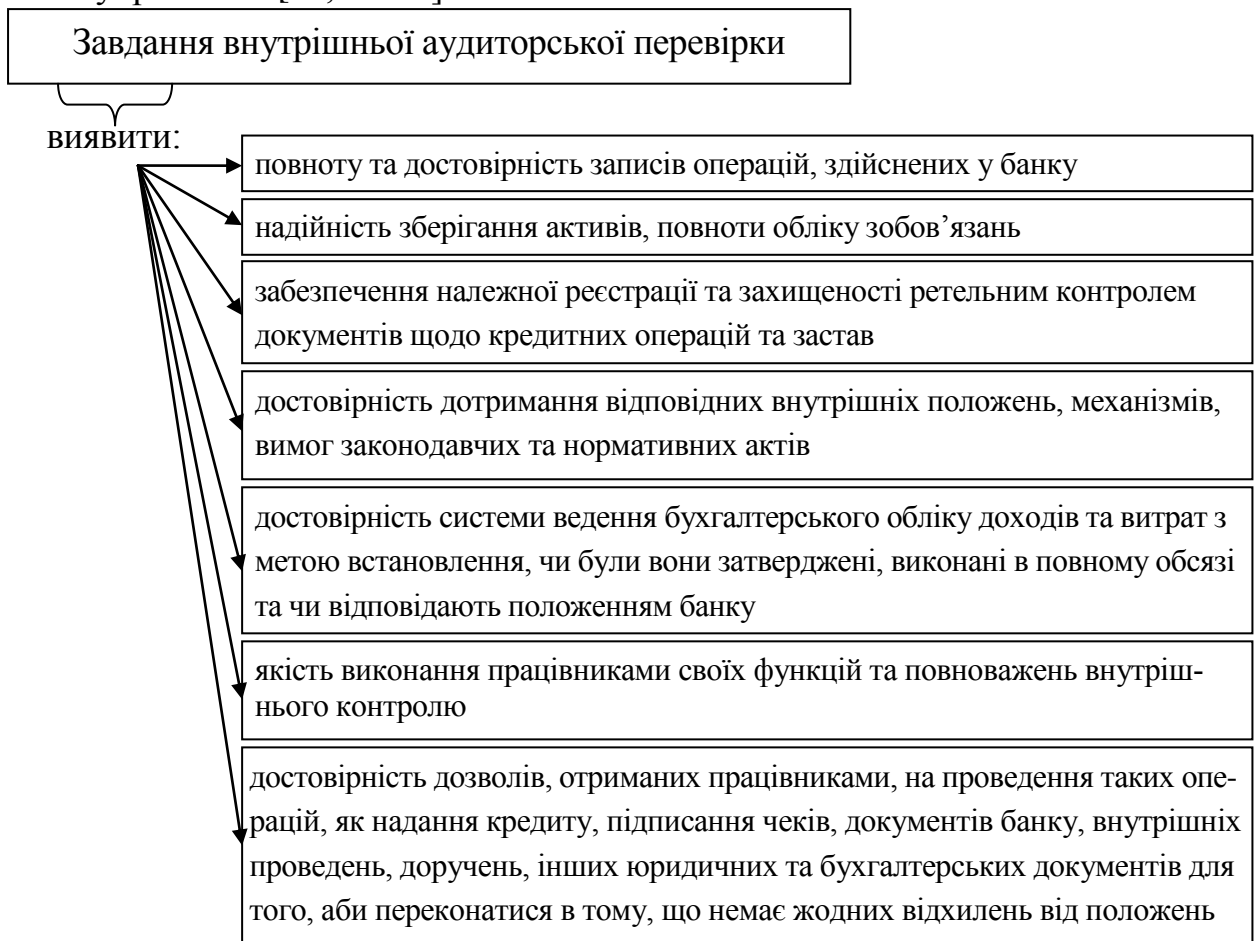 Завдання внутрішньої аудиторської перевірки
виявити:
повноту та достовірність записів операцій, здійснених у банку
надійність зберігання активів, повноти обліку зобов’язань
забезпечення належної реєстрації та захищеності ретельним контролем
документів щодо кредитних операцій та застав
достовірність дотримання відповідних внутрішніх положень, механізмів,
вимог законодавчих та нормативних актів
достовірність системи ведення бухгалтерського обліку доходів та витрат з
метою встановлення, чи були вони затверджені, виконані в повному обсязі
та чи відповідають положенням банку
якість виконання працівниками своїх функцій та повноважень внутріш-
нього контролю
достовірність дозволів, отриманих працівниками, на проведення таких опе-
рацій, як надання кредиту, підписання чеків, документів банку, внутрішніх
проведень, доручень, інших юридичних та бухгалтерських документів для
того, аби переконатися в тому, що немає жодних відхилень від положень